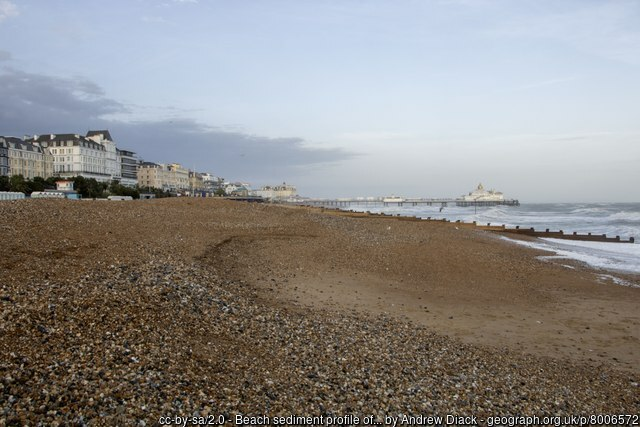 cc-by-sa/2.0 - Beach sediment profile of... by Andrew Diack - geograph.org.uk/p/8006572